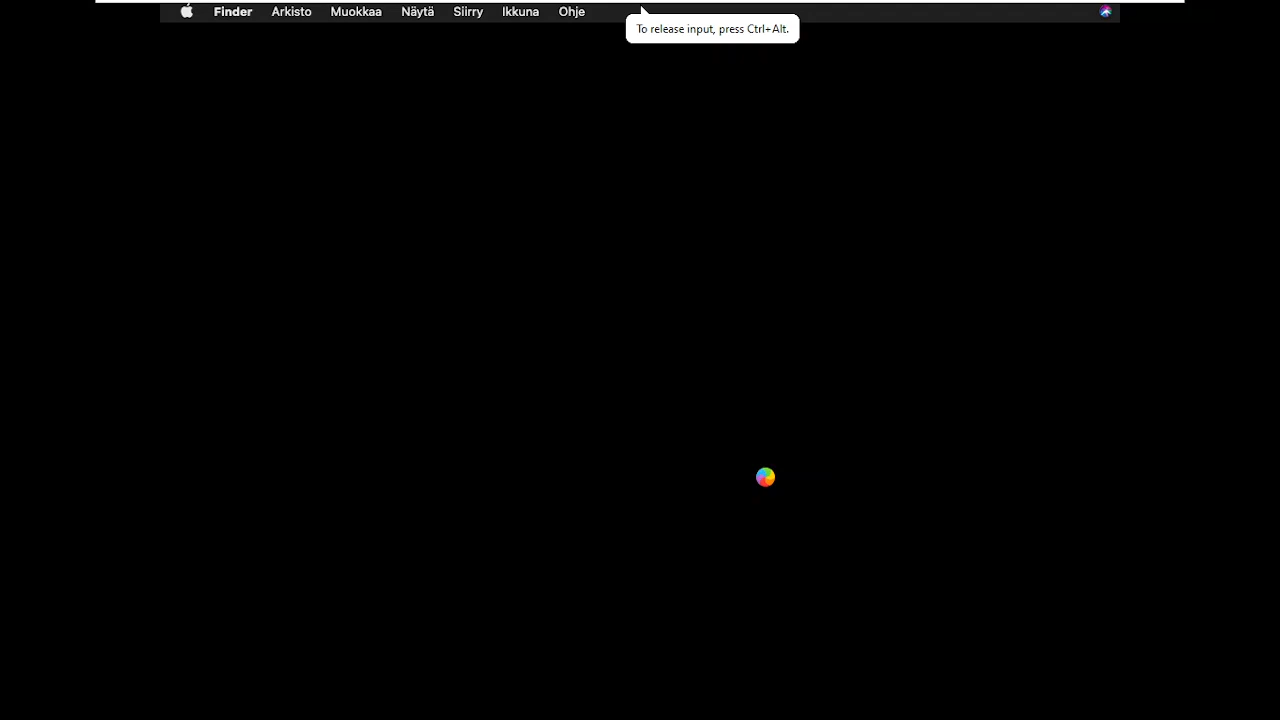 Finder Arkisto Muokkaa Näytä Siirry Ikkuna Ohje
To release input, press Ctrl+Alt.